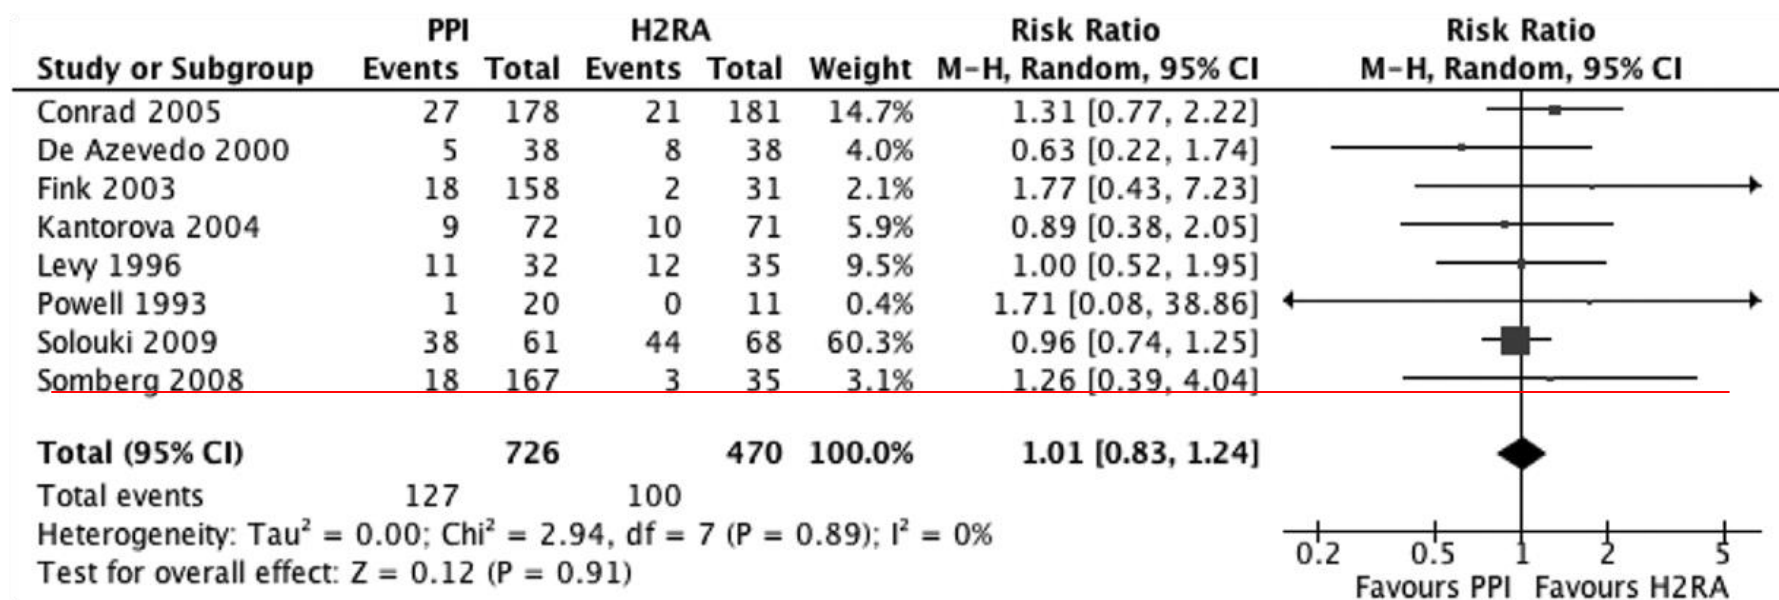 PPI H2RA Risk Ratio Risk Ratio
Study or Subgroup Events Total Events Total Weight M-H, Random, 95% CI M-H, Random, 95% CI
Conrad 2005 27 178 21 181 14.7% 1.31 [0.77, 2.22]
De Azevedo 2000 5 38 8 38 4.0% 0.63 [0.22, 1.74]
Fink 2003 18 158 2 31 2.1% 1.77 [0.43, 7.23]
Kantorova 2004 9 72 10 71 5.9% 0.89 [0.38, 2.05]
Levy 1996 11 32 12 35 9.5% 1.00 [0.52, 1.95]
Powell 1993 1 20 0 11 0.4% 1.71 [0.08, 38.86]
Solouki 2009 38 61 44 68 60.3% 0.96 [0.74, 1.25]
Somberg 2008 18 167 3 35 3.1% 1.26 [0.39, 4.04]
Total (95% CI) 726 470 100.0% 1.01 [0.83, 1.24]
Total events 127 100
Heterogeneity: Tau² = 0.00; Chi² = 2.94, df = 7 (P = 0.89); I² = 0%
Test for overall effect: Z = 0.12 (P = 0.91)
0.2 0.5 1 2 5
Favours PPI Favours H2RA